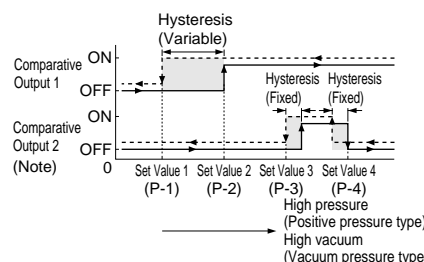 Hysteresis
(Variable)
Comparative
Output 1
ON
OFF
Hysteresis
(Fixed)
Hysteresis
(Fixed)
Comparative
Output 2
(Note)
ON
OFF
0
Set Value 1
(P-1)
Set Value 2
(P-2)
Set Value 3
(P-3)
Set Value 4
(P-4)
High pressure
(Positive pressure type)
High vacuum
(Vacuum pressure type